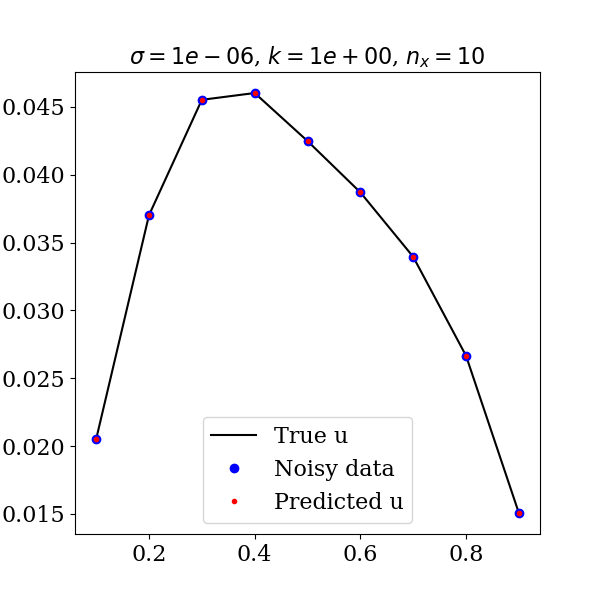 σ = 1e − 06, k = 1e + 00, nₓ = 10
0.045
0.040
0.035
0.030
0.025
0.020
0.015
True u
Noisy data
Predicted u
0.2 0.4 0.6 0.8